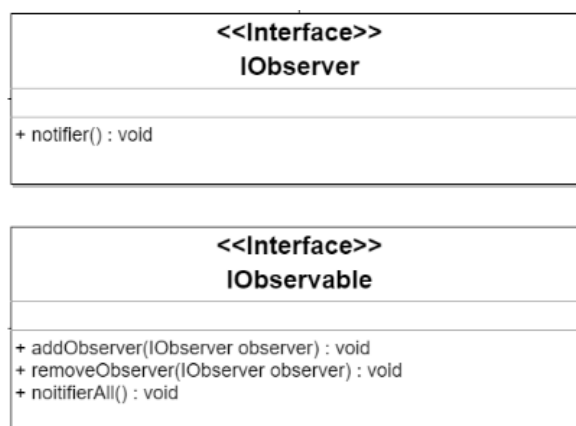 <<Interface>>
IObserver
+ notifier() : void
<<Interface>>
IObservable
+ addObserver(IObserver observer) : void
+ removeObserver(IObserver observer) : void
+ noitifierAll() : void